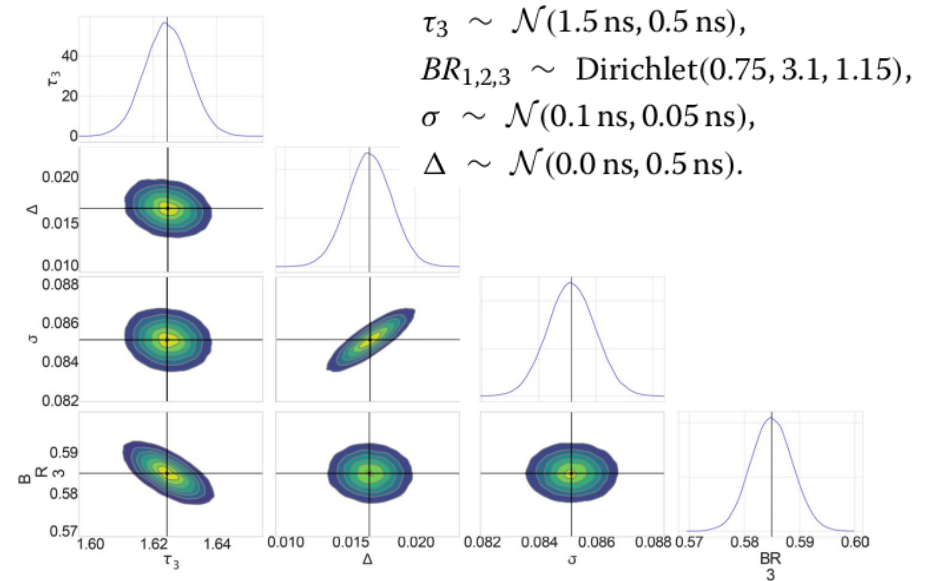 τ₃ ~ 𝒩(1.5 ns, 0.5 ns),
BR₁,₂,₃ ~ Dirichlet(0.75, 3.1, 1.15),
σ ~ 𝒩(0.1 ns, 0.05 ns),
Δ ~ 𝒩(0.0 ns, 0.5 ns).
τ₃
40
20
0
Δ
0.020
0.015
0.010
σ
0.088
0.086
0.084
0.082
B
R 3
0.59
0.58
0.57
1.60 1.62 1.64
τ₃
0.010 0.015 0.020
Δ
0.082 0.084 0.086 0.088
σ
0.57 0.58 0.59 0.60
BR
3